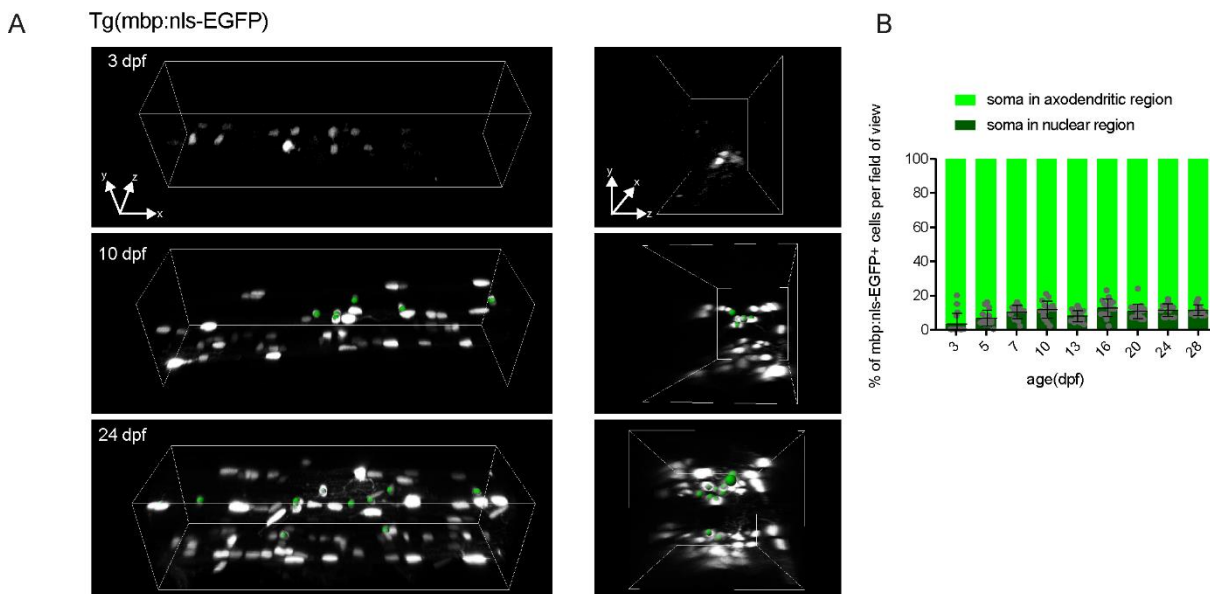 A
Tg(mbp:nls-EGFP)
3 dpf
y
z
x
y
x
z
10 dpf
24 dpf
B
soma in axodendritic region
soma in nuclear region
% of mbp:nls-EGFP+ cells per field of view
100
80
60
40
20
0
3 5 7 10 13 16 20 24 28
age(dpf)